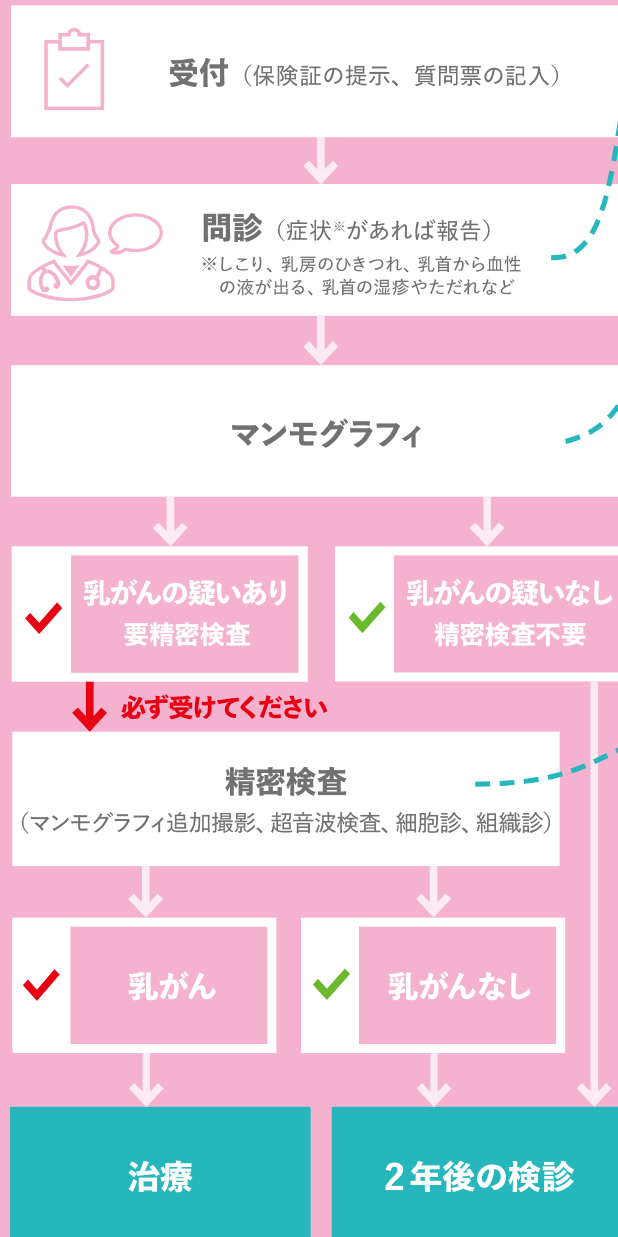 受付（保険証の提示、質問票の記入）
問診（症状※があれば報告）
※しこり、乳房のひきつれ、乳首から血性
の液が出る、乳首の湿疹やただれなど
マンモグラフィ
乳がんの疑いあり
要精密検査
乳がんの疑いなし
精密検査不要
必ず受けてください
精密検査
（マンモグラフィ追加撮影、超音波検査、細胞診、組織診）
乳がん
乳がんなし
治療
2年後の検診